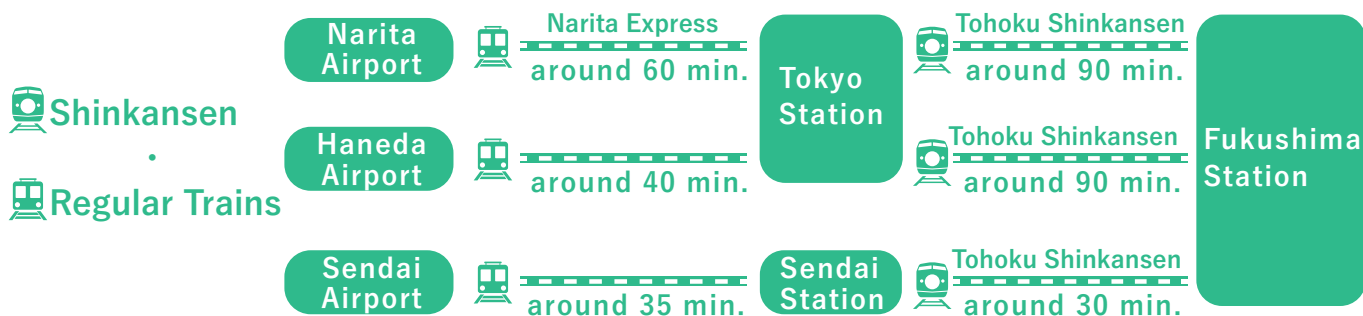 Shinkansen
・
Regular Trains
Narita
Airport
Narita Express
around 60 min.
Tokyo
Station
Tohoku Shinkansen
around 90 min.
Haneda
Airport
around 40 min.
Tohoku Shinkansen
around 90 min.
Fukushima
Station
Sendai
Airport
around 35 min.
Sendai
Station
Tohoku Shinkansen
around 30 min.